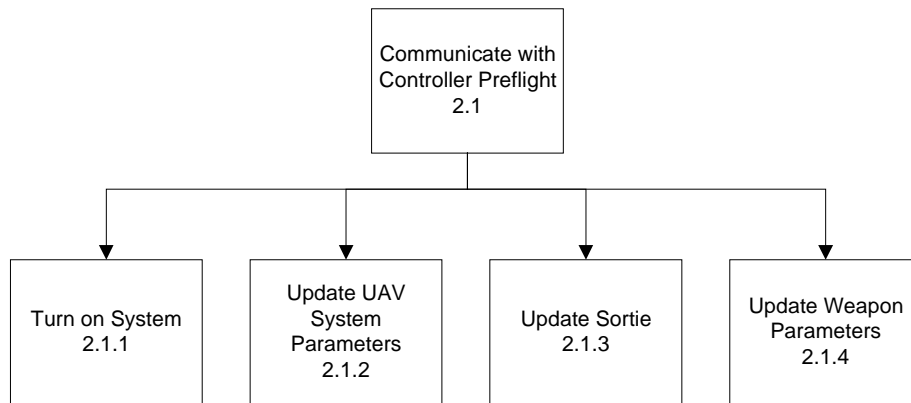 Communicate with
Controller Preflight
2.1
Turn on System
2.1.1
Update UAV
System
Parameters
2.1.2
Update Sortie
2.1.3
Update Weapon
Parameters
2.1.4